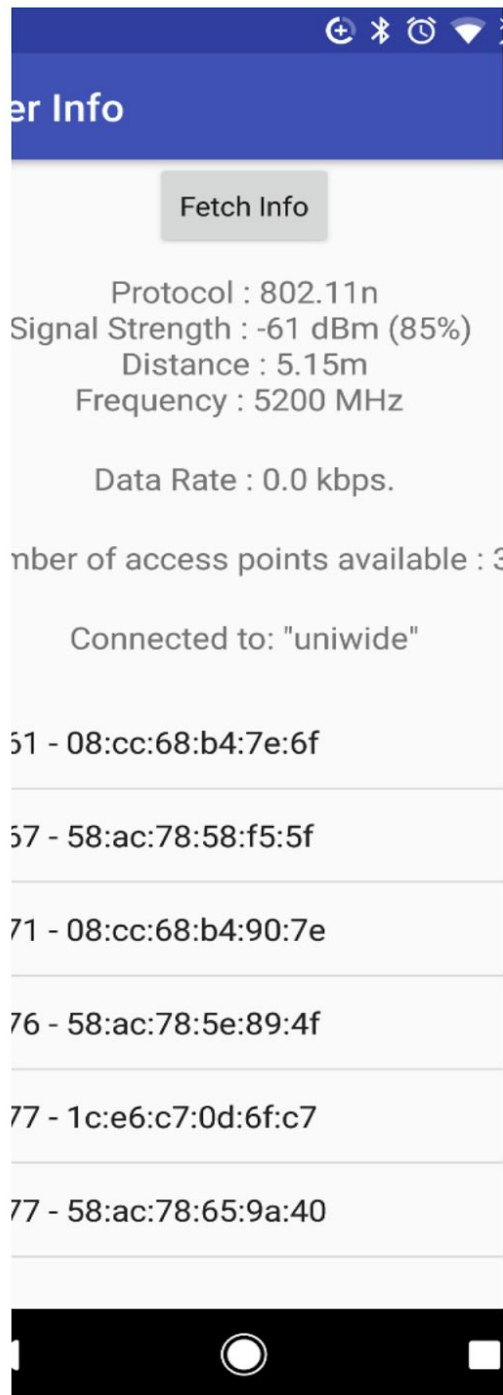 er Info
Fetch Info
Protocol : 802.11n
Signal Strength : -61 dBm (85%)
Distance : 5.15m
Frequency : 5200 MHz
Data Rate : 0.0 kbps.
mber of access points available : 3
Connected to: "uniwide"
61 - 08:cc:68:b4:7e:6f
67 - 58:ac:78:58:f5:5f
71 - 08:cc:68:b4:90:7e
76 - 58:ac:78:5e:89:4f
77 - 1c:e6:c7:0d:6f:c7
77 - 58:ac:78:65:9a:40